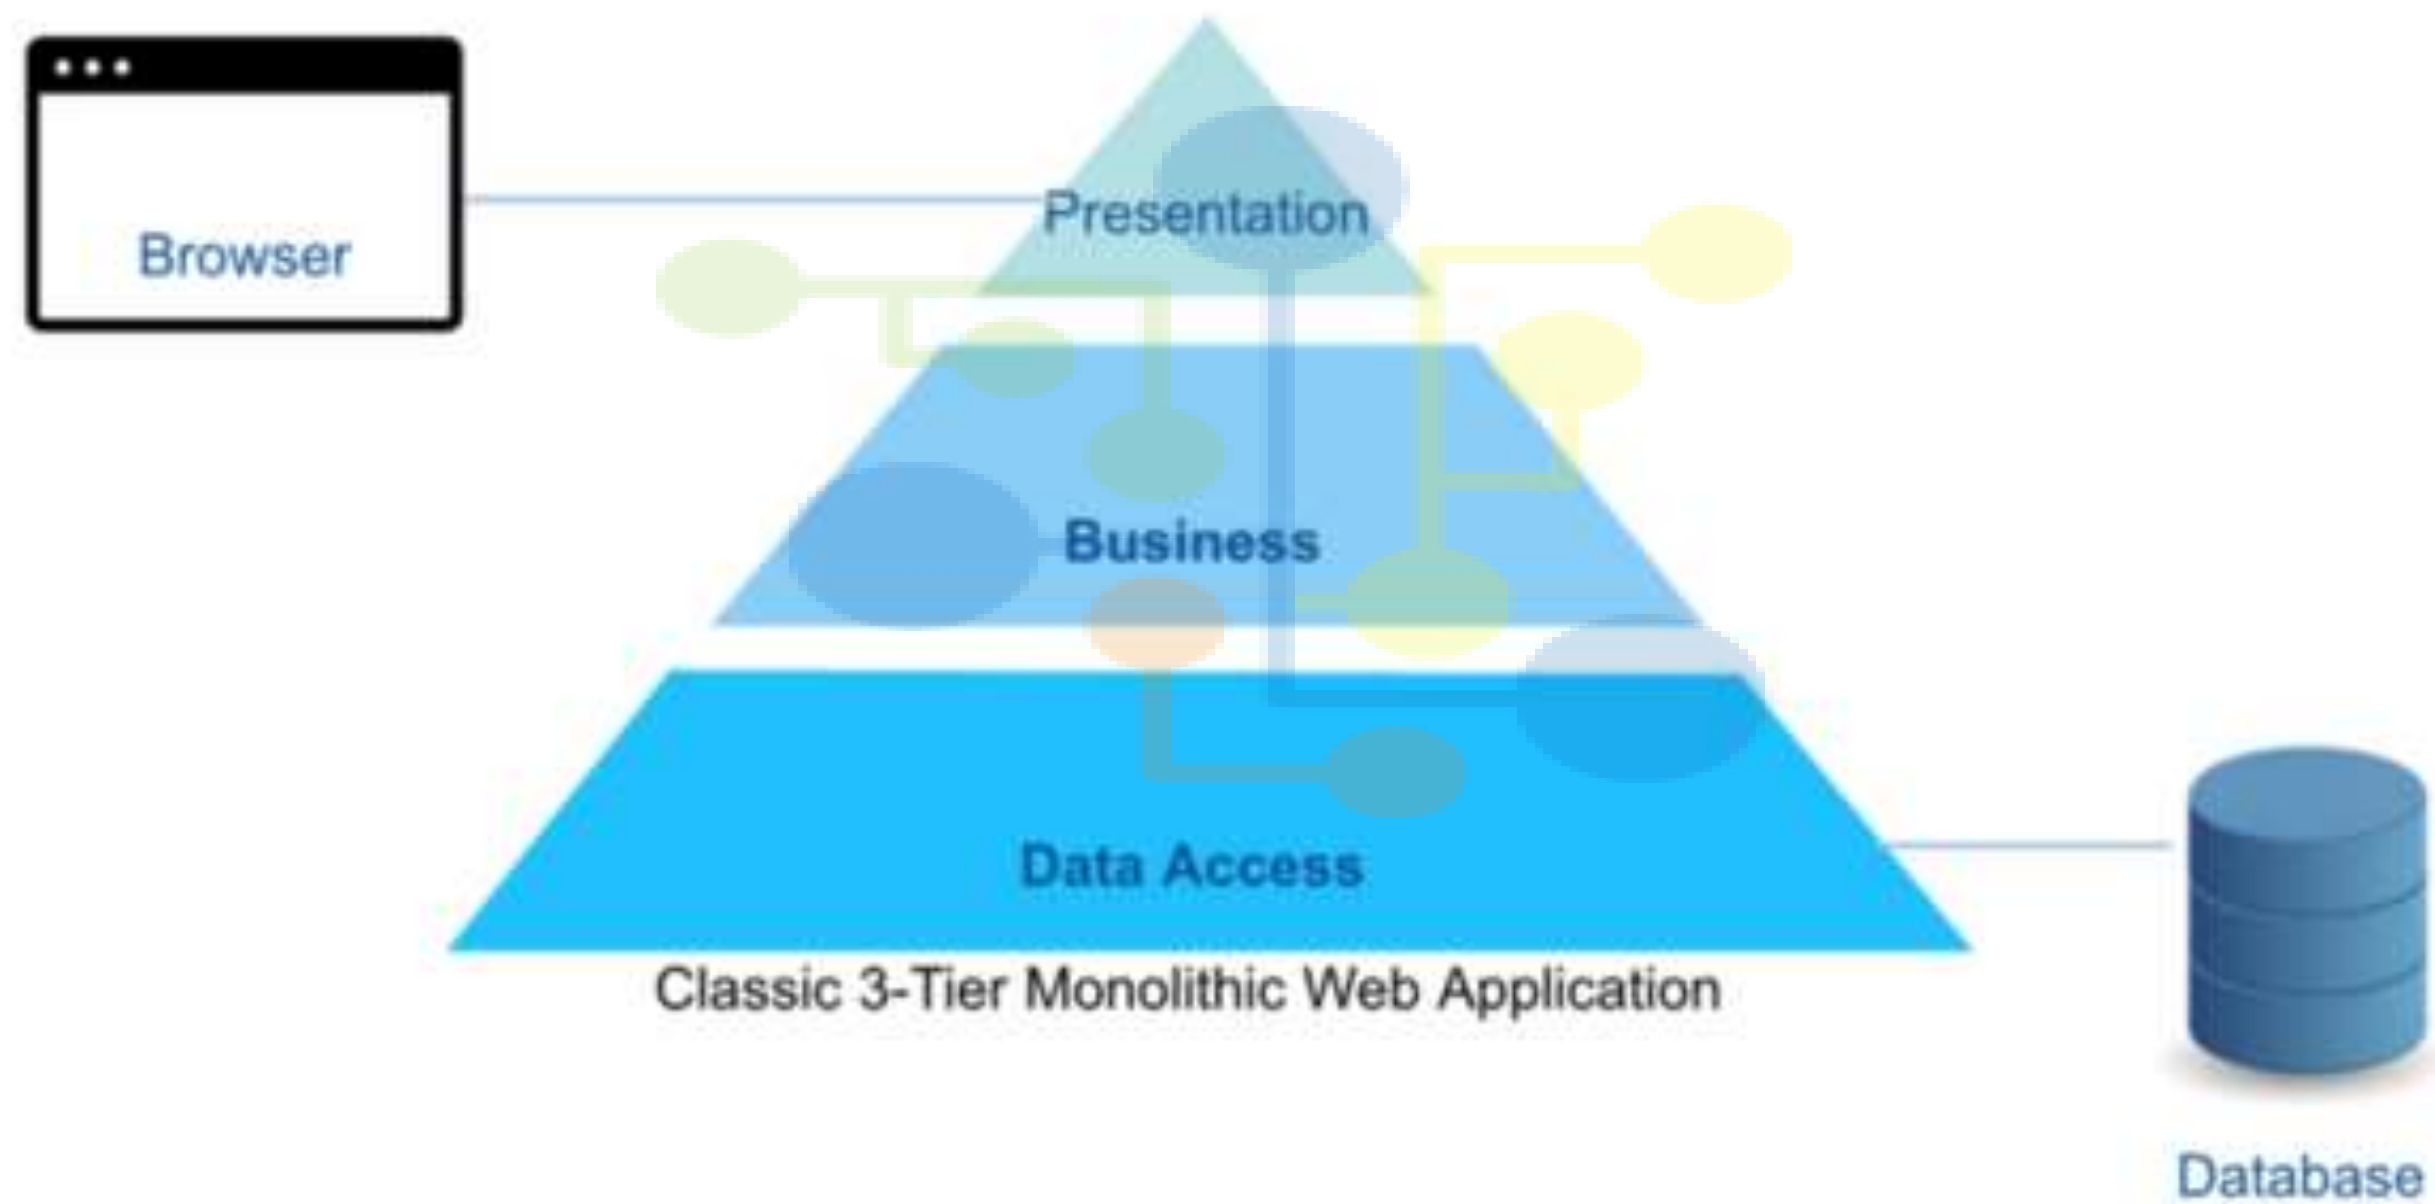 Presentation
Browser
Business
Data Access
Classic 3-Tier Monolithic Web Application
Database